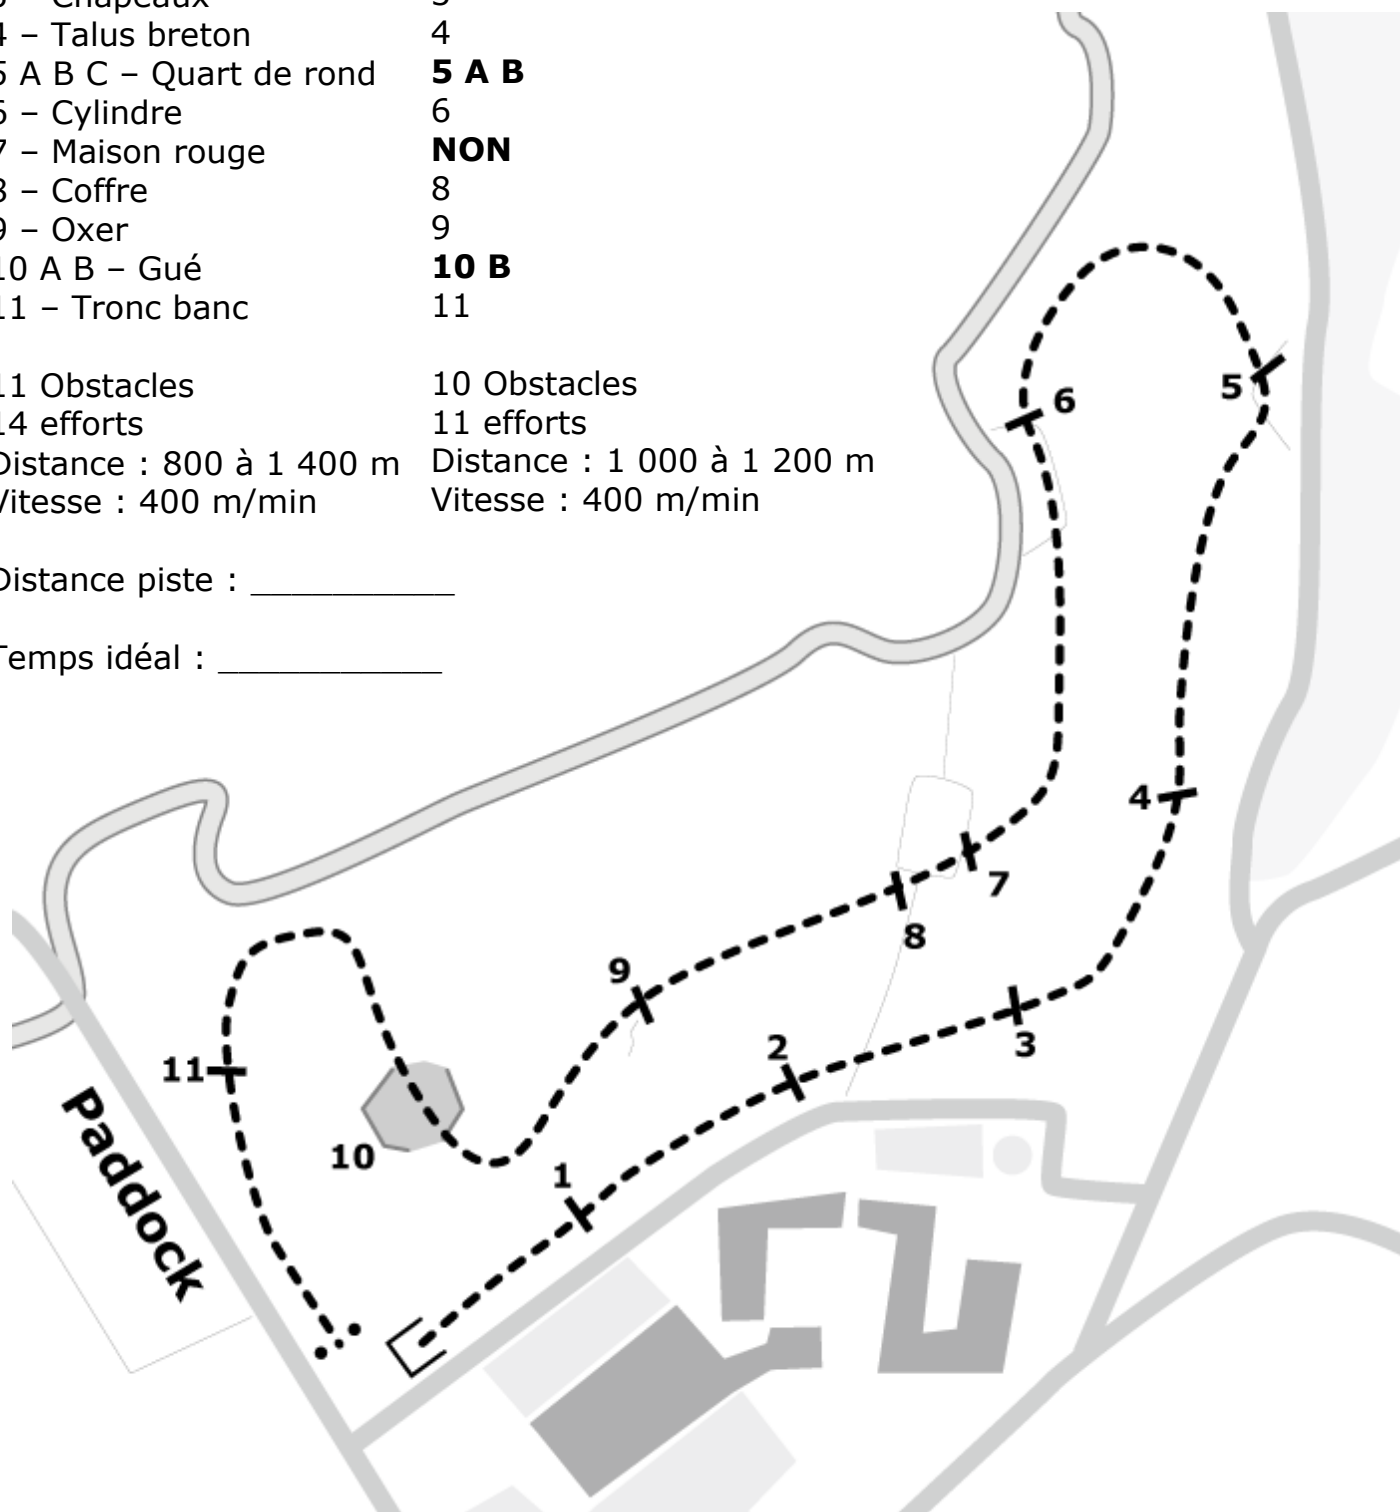 – Chapeaux 3
4 – Talus breton 4
5 A B C – Quart de rond 5 A B
6 – Cylindre 6
7 – Maison rouge NON
8 – Coffre 8
9 – Oxer 9
10 A B – Gué 10 B
11 – Tronc banc 11
11 Obstacles 10 Obstacles
14 efforts 11 efforts
Distance : 800 à 1 400 m Distance : 1 000 à 1 200 m
Vitesse : 400 m/min Vitesse : 400 m/min
Distance piste : ___________
Temps idéal : ____________
5
6
4
7
8
9
3
2
11
10
1
Paddock